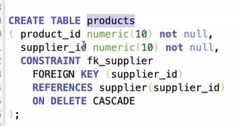 CREATE TABLE products
( product_id numeric(10) not null,
supplier_id numeric(10) not null,
CONSTRAINT fk_supplier
FOREIGN KEY (supplier_id)
REFERENCES supplier(supplier_id)
ON DELETE CASCADE
);